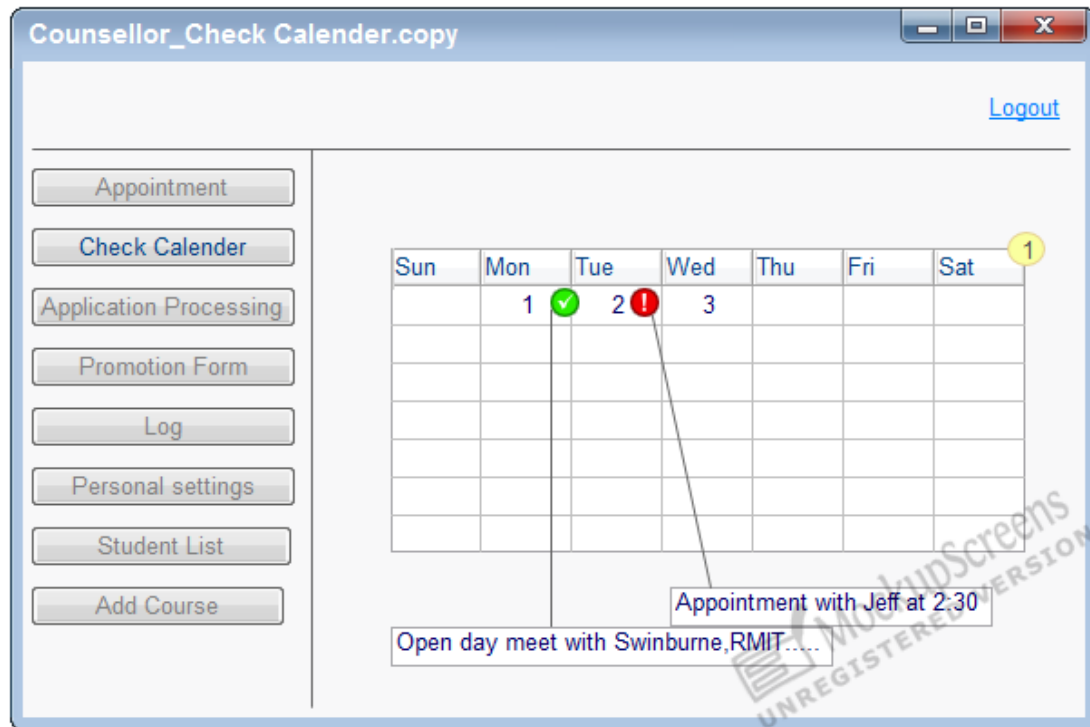 Counsellor_Check Calender.copy
Logout
Appointment
Check Calender
Application Processing
Promotion Form
Log
Personal settings
Student List
Add Course
1
Sun Mon Tue Wed Thu Fri Sat
1 2 3
Appointment with Jeff at 2:30
Open day meet with Swinburne,RMIT.....
MockupScreens
UNREGISTERED VERSION